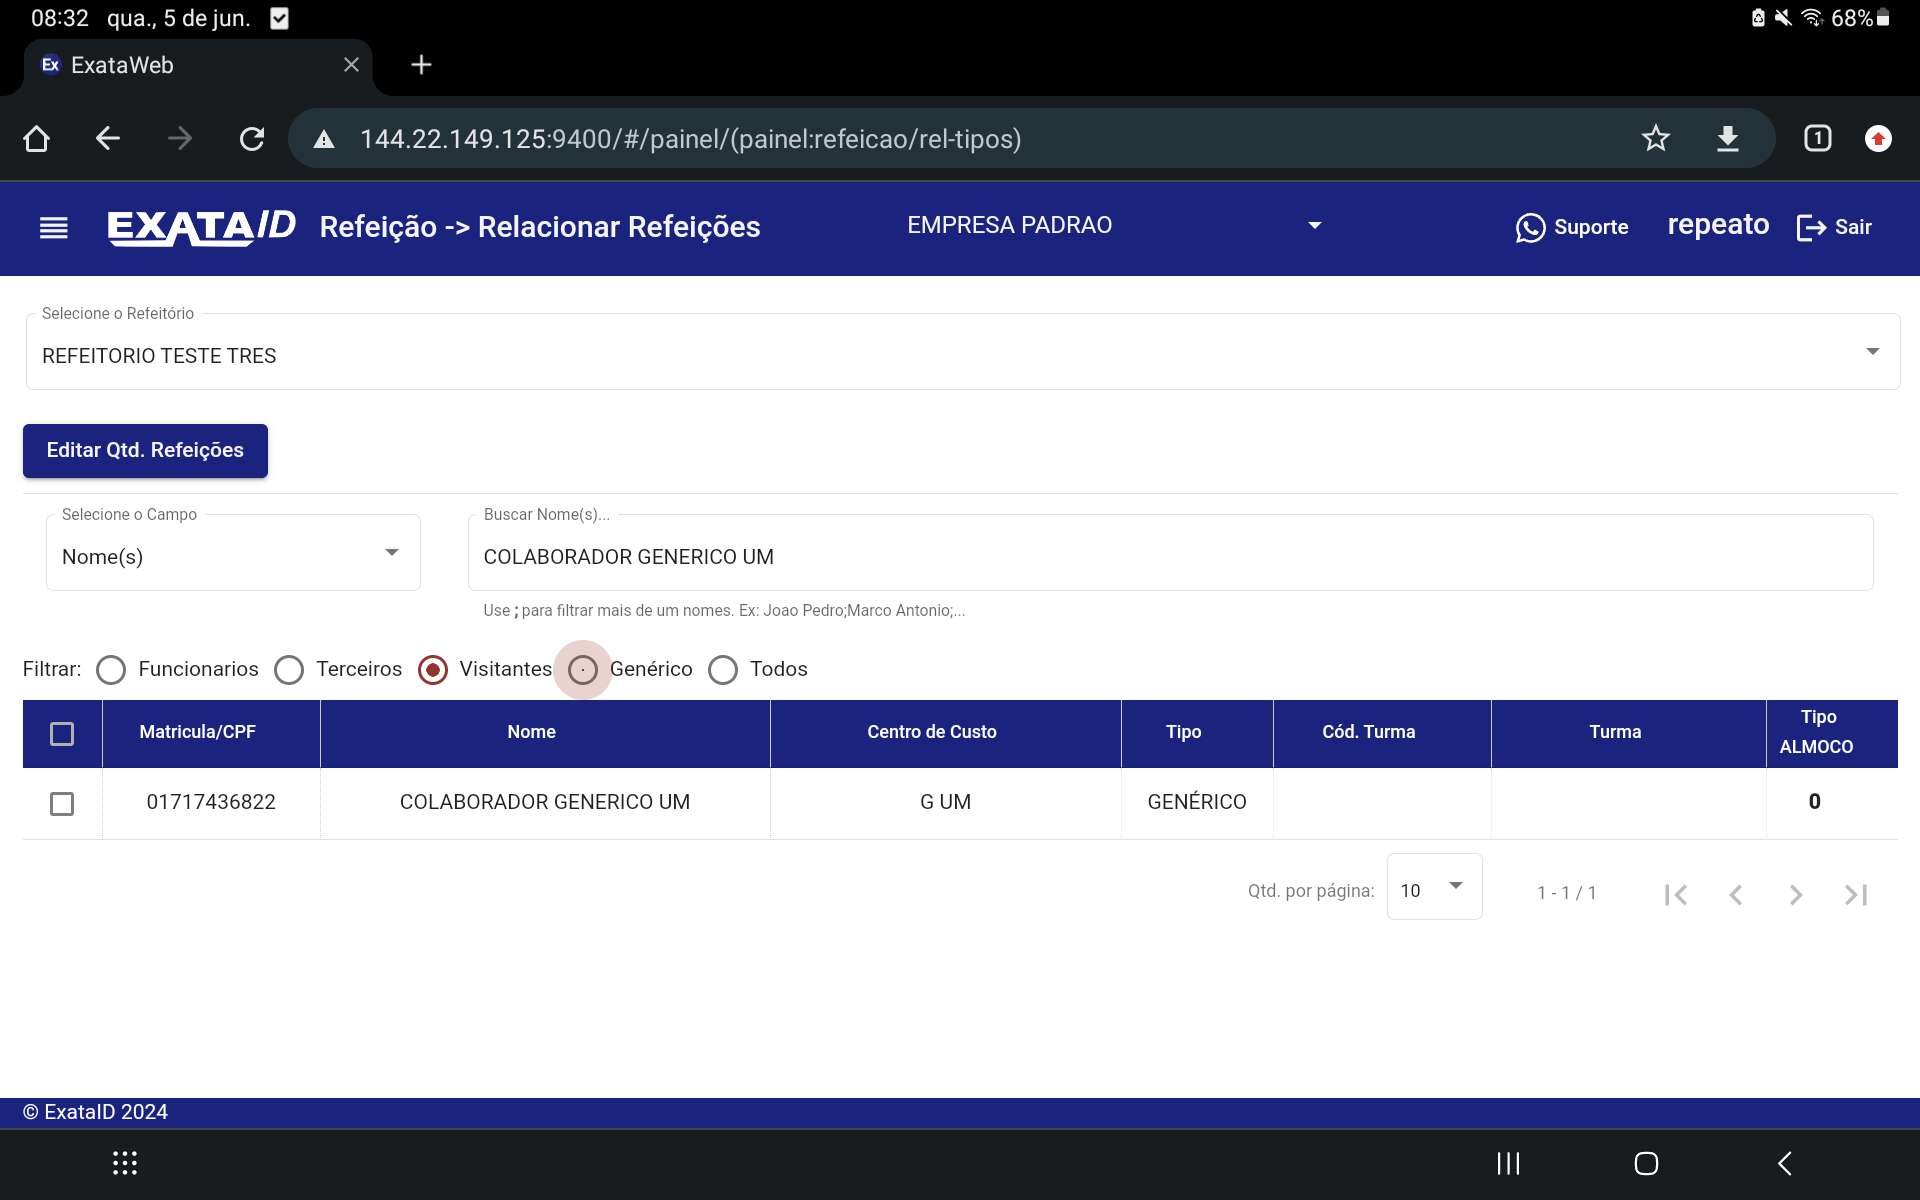 08:32 qua., 5 de jun.
68%
Ex ExataWeb
144.22.149.125:9400/#/painel/(painel:refeicao/rel-tipos)
1
EXATAID Refeição -> Relacionar Refeições EMPRESA PADRAO Suporte repeato Sair
Selecione o Refeitório
REFEITORIO TESTE TRES
Editar Qtd. Refeições
Selecione o Campo Buscar Nome(s)...
Nome(s) COLABORADOR GENERICO UM
Use ; para filtrar mais de um nomes. Ex: Joao Pedro;Marco Antonio;...
Filtrar: Funcionarios Terceiros Visitantes Genérico Todos
Matricula/CPF Nome Centro de Custo Tipo Cód. Turma Turma Tipo ALMOCO
01717436822 COLABORADOR GENERICO UM G UM GENÉRICO 0
Qtd. por página: 10 1 - 1 / 1
© ExataID 2024